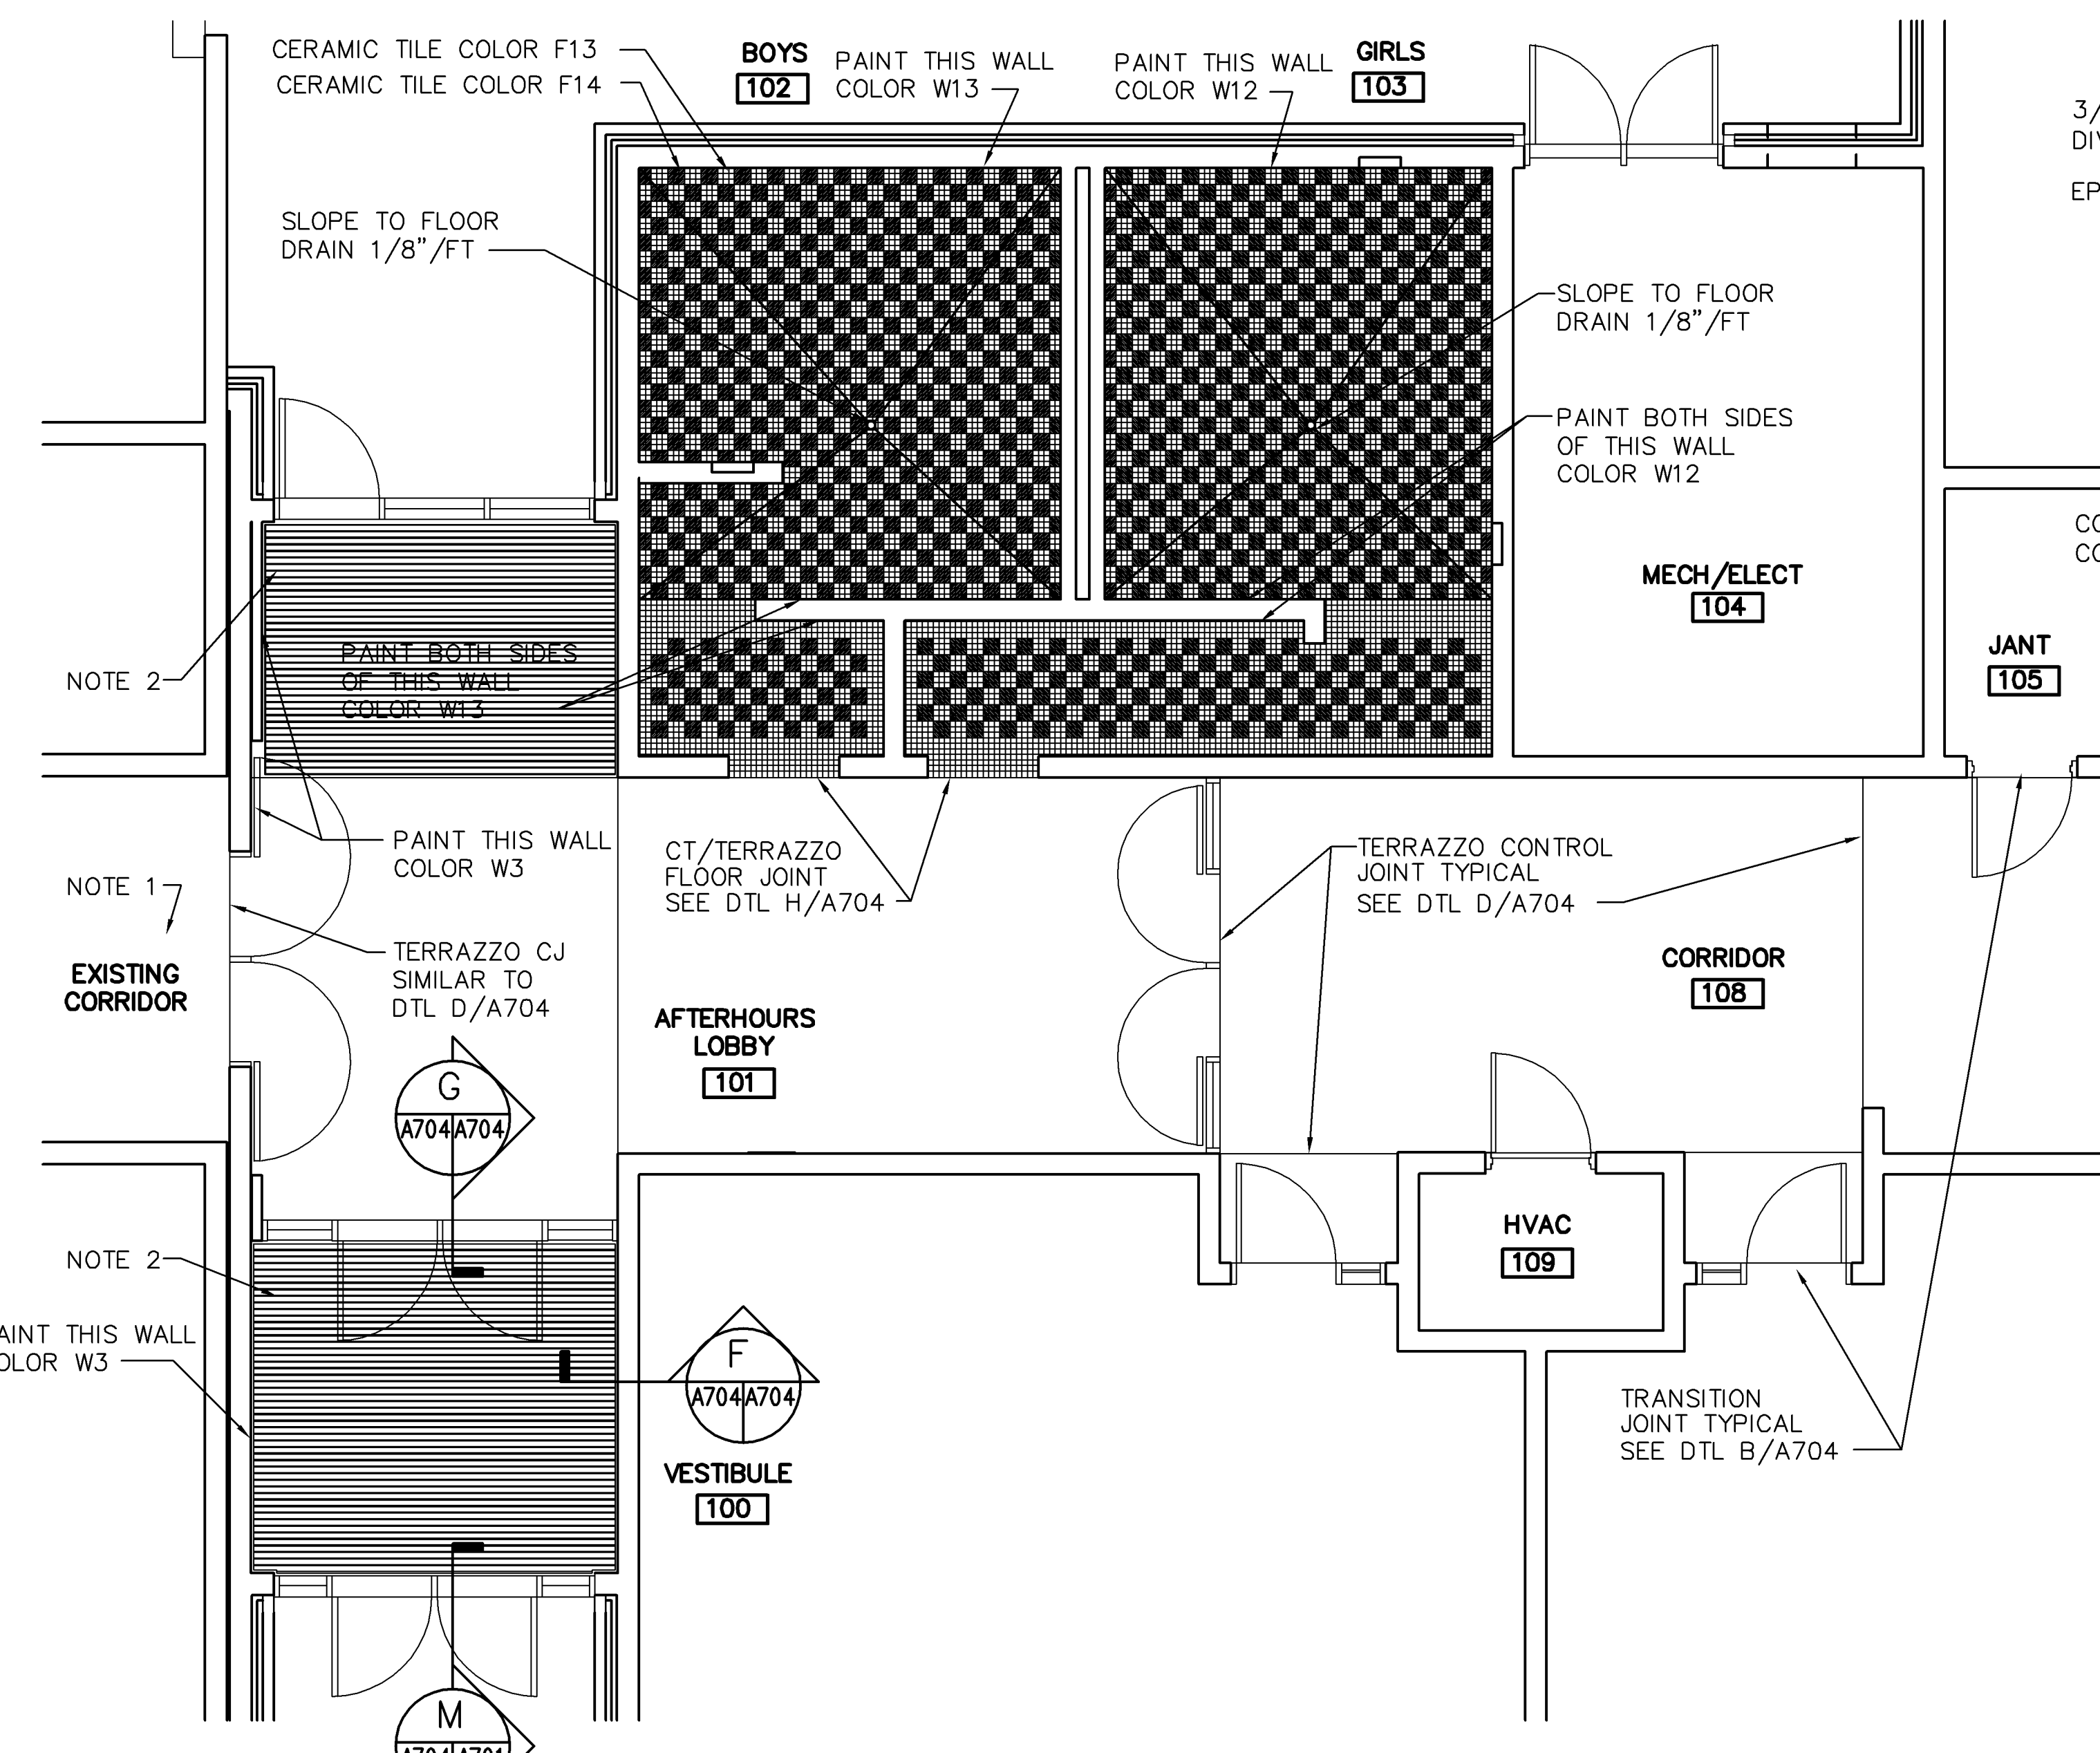 CERAMIC TILE COLOR F13
CERAMIC TILE COLOR F14
BOYS
102
PAINT THIS WALL
COLOR W13
PAINT THIS WALL
COLOR W12
GIRLS
103
3/
DIV
EP
SLOPE TO FLOOR
DRAIN 1/8"/FT
SLOPE TO FLOOR
DRAIN 1/8"/FT
PAINT BOTH SIDES
OF THIS WALL
COLOR W12
CO
CO
MECH/ELECT
104
JANT
105
NOTE 2
PAINT BOTH SIDES
OF THIS WALL
COLOR W13
PAINT THIS WALL
COLOR W3
CT/TERRAZZO
FLOOR JOINT
SEE DTL H/A704
TERRAZZO CONTROL
JOINT TYPICAL
SEE DTL D/A704
NOTE 1
EXISTING
CORRIDOR
TERRAZZO CJ
SIMILAR TO
DTL D/A704
CORRIDOR
108
AFTERHOURS
LOBBY
101
G
A704 A704
HVAC
109
NOTE 2
AINT THIS WALL
OLOR W3
F
A704 A704
VESTIBULE
100
TRANSITION
JOINT TYPICAL
SEE DTL B/A704
M